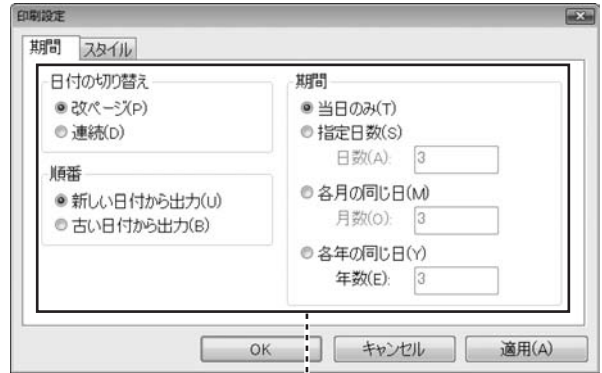 印刷設定
期間 スタイル
日付の切り替え
改ページ(P)
連続(D)
順番
新しい日付から出力(U)
古い日付から出力(B)
期間
当日のみ(T)
指定日数(S)
日数(A): 3
各月の同じ日(M)
月数(O): 3
各年の同じ日(Y)
年数(E): 3
OK キャンセル 適用(A)